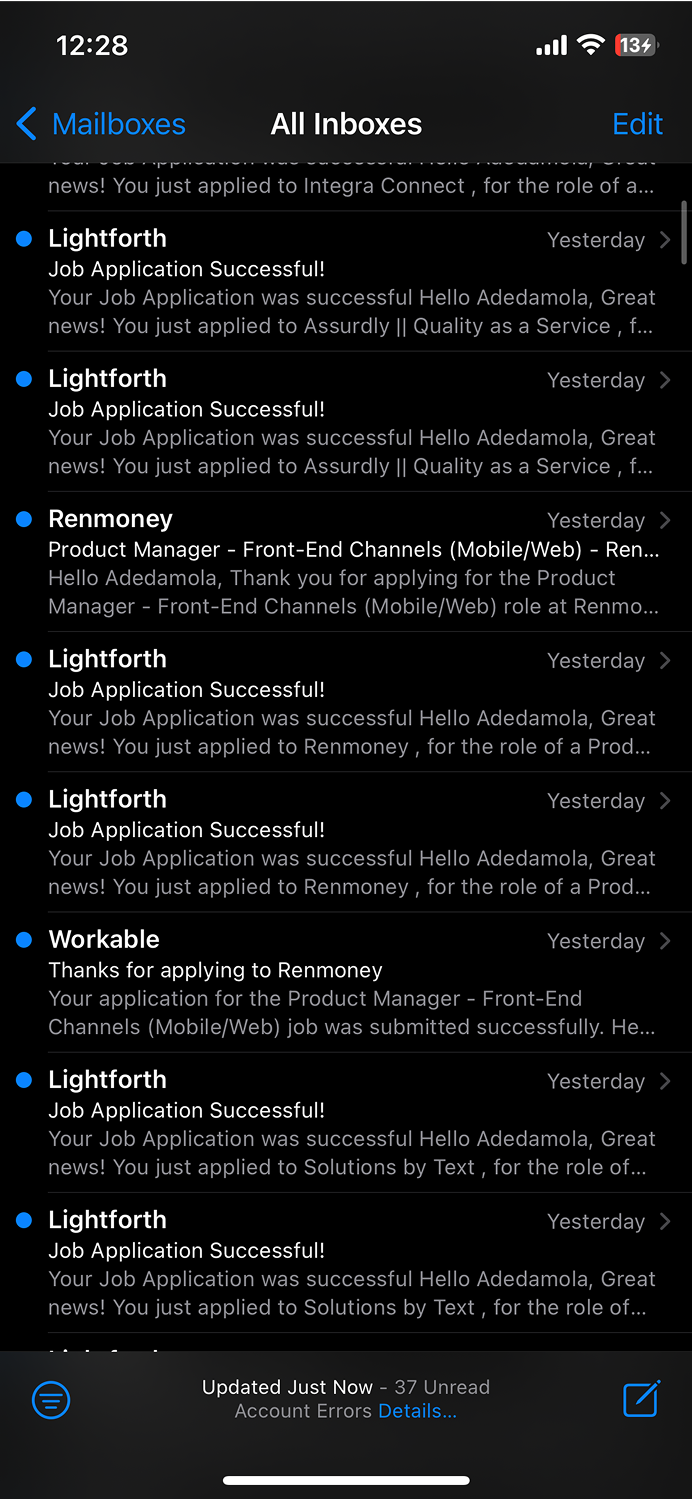 12:28
13
Mailboxes
All Inboxes
Edit
Your Job Application was successful Hello Adedamola, Great
news! You just applied to Integra Connect , for the role of a...
Lightforth
Yesterday
Job Application Successful!
Your Job Application was successful Hello Adedamola, Great
news! You just applied to Assurdly || Quality as a Service , f...
Lightforth
Yesterday
Job Application Successful!
Your Job Application was successful Hello Adedamola, Great
news! You just applied to Assurdly || Quality as a Service , f...
Renmoney
Yesterday
Product Manager - Front-End Channels (Mobile/Web) - Ren...
Hello Adedamola, Thank you for applying for the Product
Manager - Front-End Channels (Mobile/Web) role at Renmo...
Lightforth
Yesterday
Job Application Successful!
Your Job Application was successful Hello Adedamola, Great
news! You just applied to Renmoney , for the role of a Prod...
Lightforth
Yesterday
Job Application Successful!
Your Job Application was successful Hello Adedamola, Great
news! You just applied to Renmoney , for the role of a Prod...
Workable
Yesterday
Thanks for applying to Renmoney
Your application for the Product Manager - Front-End
Channels (Mobile/Web) job was submitted successfully. He...
Lightforth
Yesterday
Job Application Successful!
Your Job Application was successful Hello Adedamola, Great
news! You just applied to Solutions by Text , for the role of...
Lightforth
Yesterday
Job Application Successful!
Your Job Application was successful Hello Adedamola, Great
news! You just applied to Solutions by Text , for the role of...
Updated Just Now - 37 Unread
Account Errors Details...